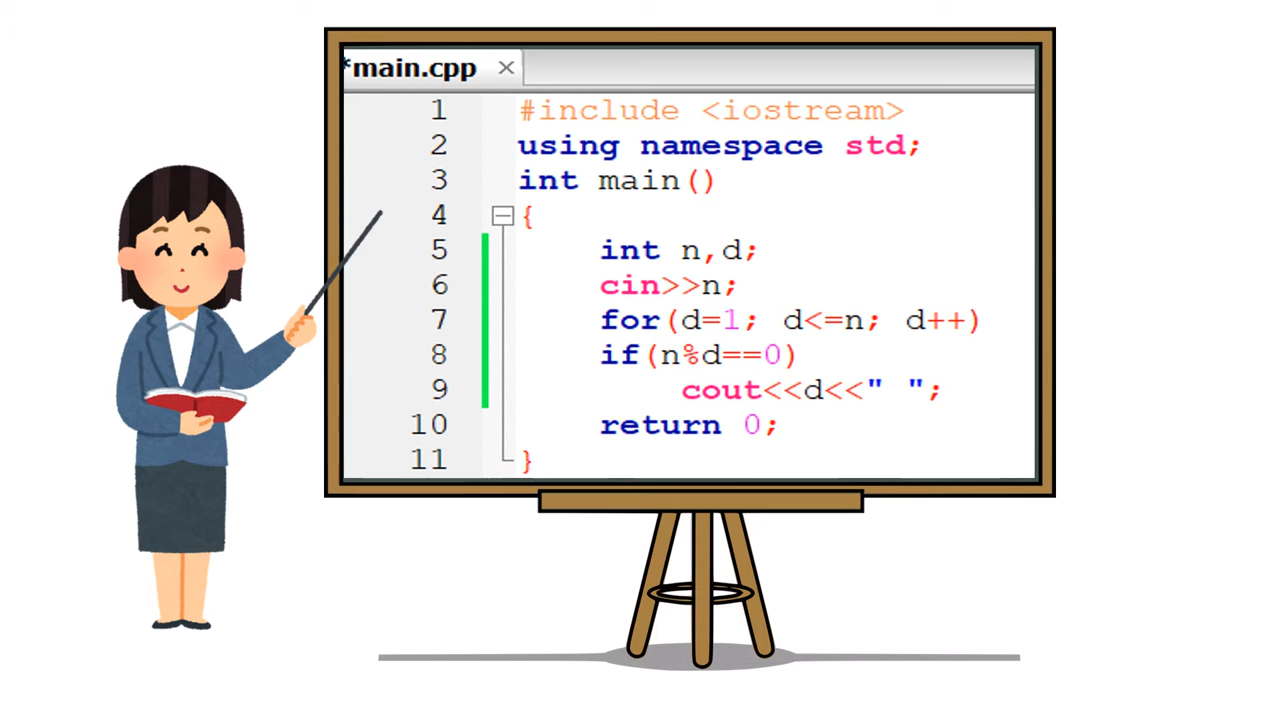 *main.cpp ×
1 #include <iostream>
2 using namespace std;
3 int main()
4 {
5 int n,d;
6 cin>>n;
7 for(d=1; d<=n; d++)
8 if(n%d==0)
9 cout<<d<<" ";
10 return 0;
11 }